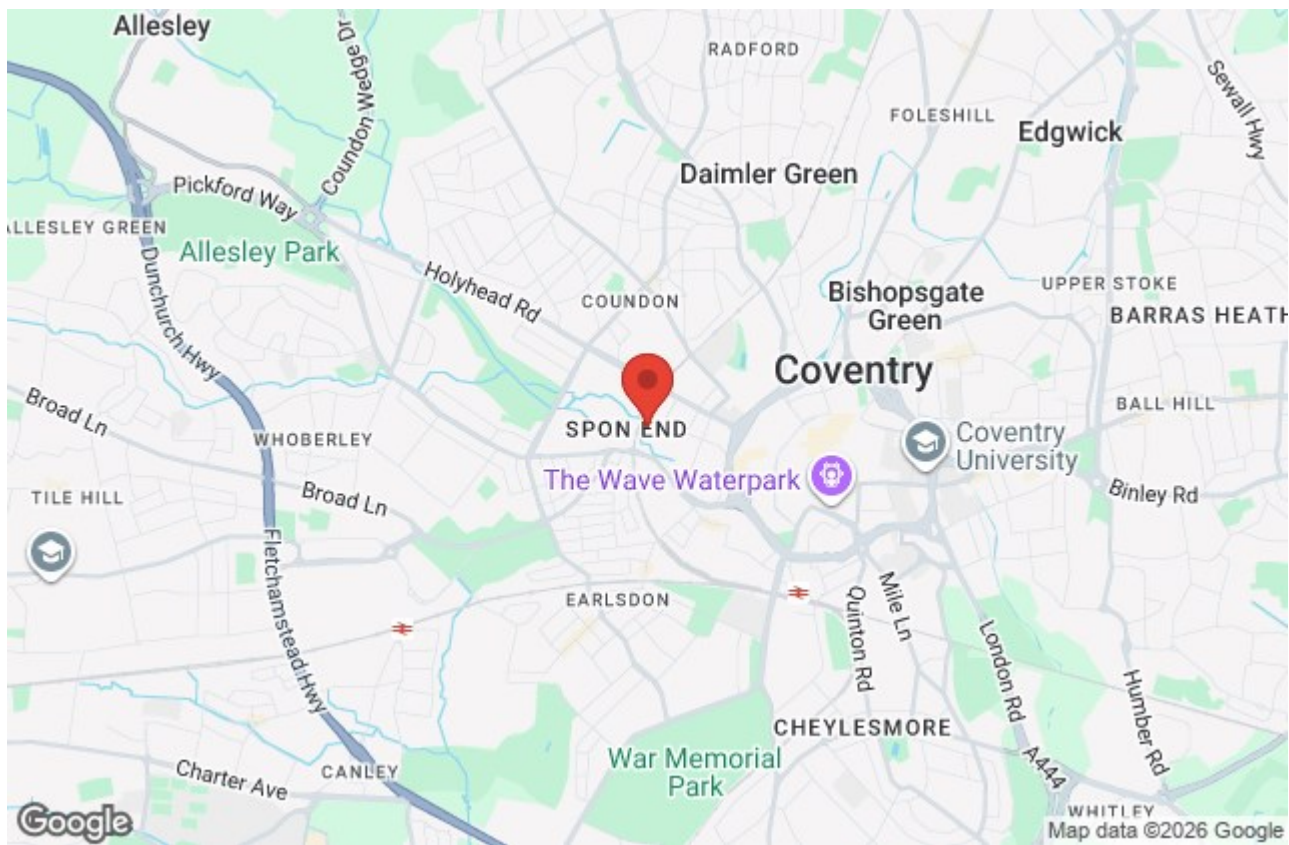 Allesley
Coundon Wedge Dr
RADFORD
Sewall Hwy
FOLESHILL
Edgwick
Daimler Green
Pickford Way
ALLESLEY GREEN
Allesley Park
Dunchurch Hwy
Holyhead Rd
COUNDON
UPPER STOKE
Bishopsgate
Green
BARRAS HEATH
Coventry
Broad Ln
BALL HILL
SPON END
WHOBERLEY
Coventry
University
The Wave Waterpark
Binley Rd
TILE HILL
Broad Ln
Fletchamstead Hwy
EARLSDON
Mile Ln
Quinton Rd
London Rd
Humber Rd
CHEYLESMORE
War Memorial
Park
A444
CANLEY
Charter Ave
WHITLEY
Google
Map data ©2026 Google